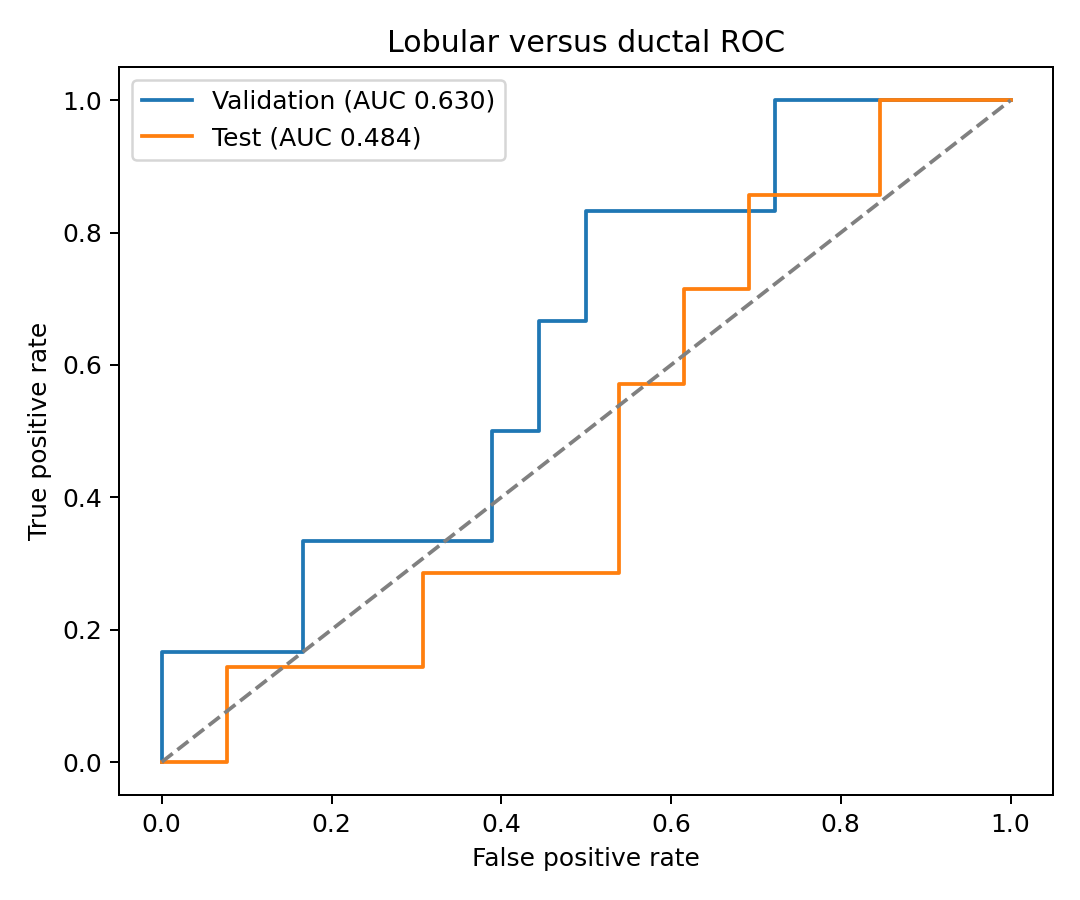 Lobular versus ductal ROC
Validation (AUC 0.630)
Test (AUC 0.484)
True positive rate
1.0
0.8
0.6
0.4
0.2
0.0
0.0 0.2 0.4 0.6 0.8 1.0
False positive rate